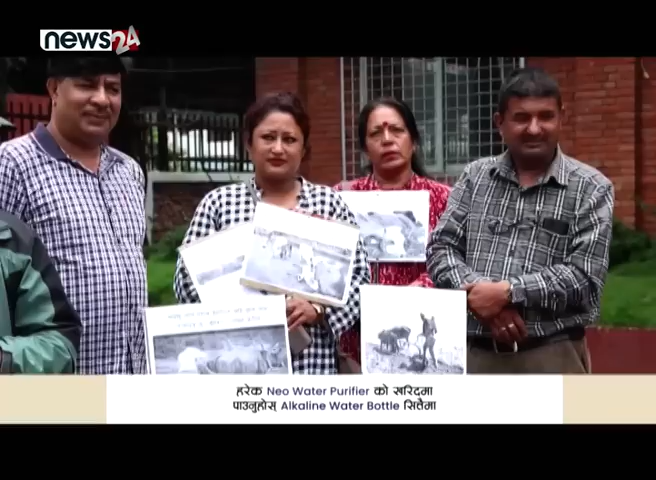 news24
हरेक Neo Water Purifier को खरिदमा
पाउनुहोस् Alkaline Water Bottle सित्तैमा